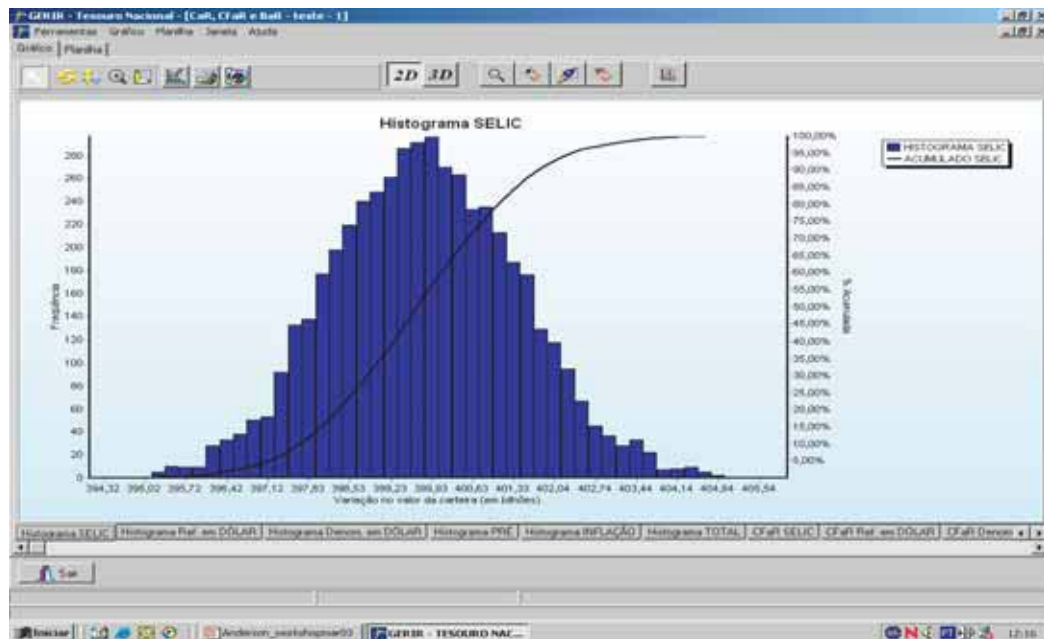 GERIR - Tesouro Nacional - [CaR, CFaR e BaR - teste - 1]
Ferramentas Gráfico Planilha Janela Ajuda
Gráfico Planilha
2D 3D
Histograma SELIC
HISTOGRAMA SELIC
ACUMULADO SELIC
Freqüência
280
260
240
220
200
180
160
140
120
100
80
60
40
20
0
100,00%
95,00%
90,00%
85,00%
80,00%
75,00%
70,00%
65,00%
60,00%
55,00%
50,00%
45,00%
40,00%
35,00%
30,00%
25,00%
20,00%
15,00%
10,00%
5,00%
% Acumulada
394,32 395,02 395,72 396,42 397,12 397,83 398,53 399,23 399,93 400,63 401,33 402,04 402,74 403,44 404,14 404,84 405,54
Variação no valor da carteira (em bilhões)
Histograma SELIC Histograma Ref. em DÓLAR Histograma Denom. em DÓLAR Histograma PRÉ Histograma INFLAÇÃO Histograma TOTAL CFaR SELIC CFaR Ref. em DÓLAR CFaR Denom
Sair
Iniciar Anderson_workshopmar03 GERIR - TESOURO NAC...